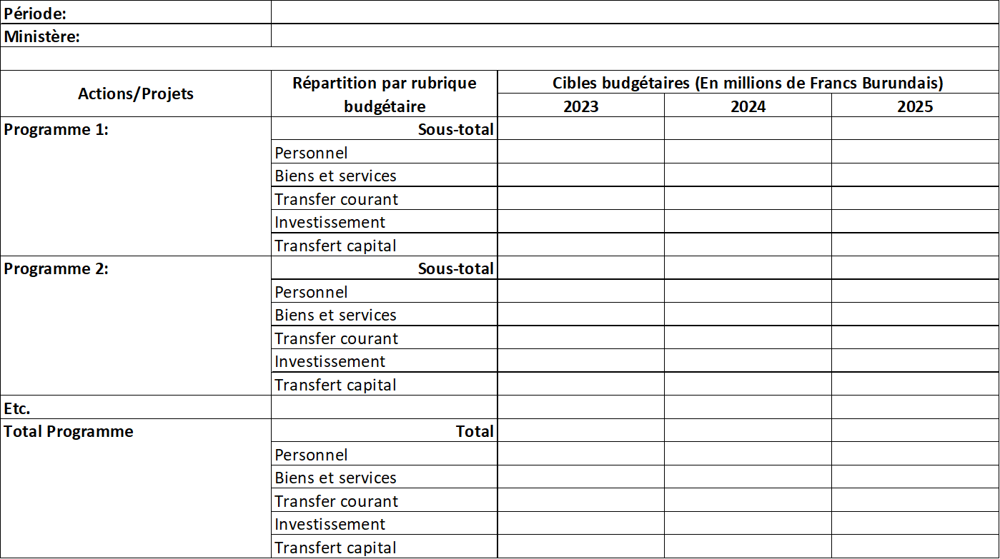 Période:
Ministère:
Actions/Projets
Répartition par rubrique
budgétaire
Cibles budgétaires (En millions de Francs Burundais)
2023 2024 2025
Programme 1: Sous-total
Personnel
Biens et services
Transfer courant
Investissement
Transfert capital
Programme 2: Sous-total
Personnel
Biens et services
Transfer courant
Investissement
Transfert capital
Etc.
Total Programme Total
Personnel
Biens et services
Transfer courant
Investissement
Transfert capital